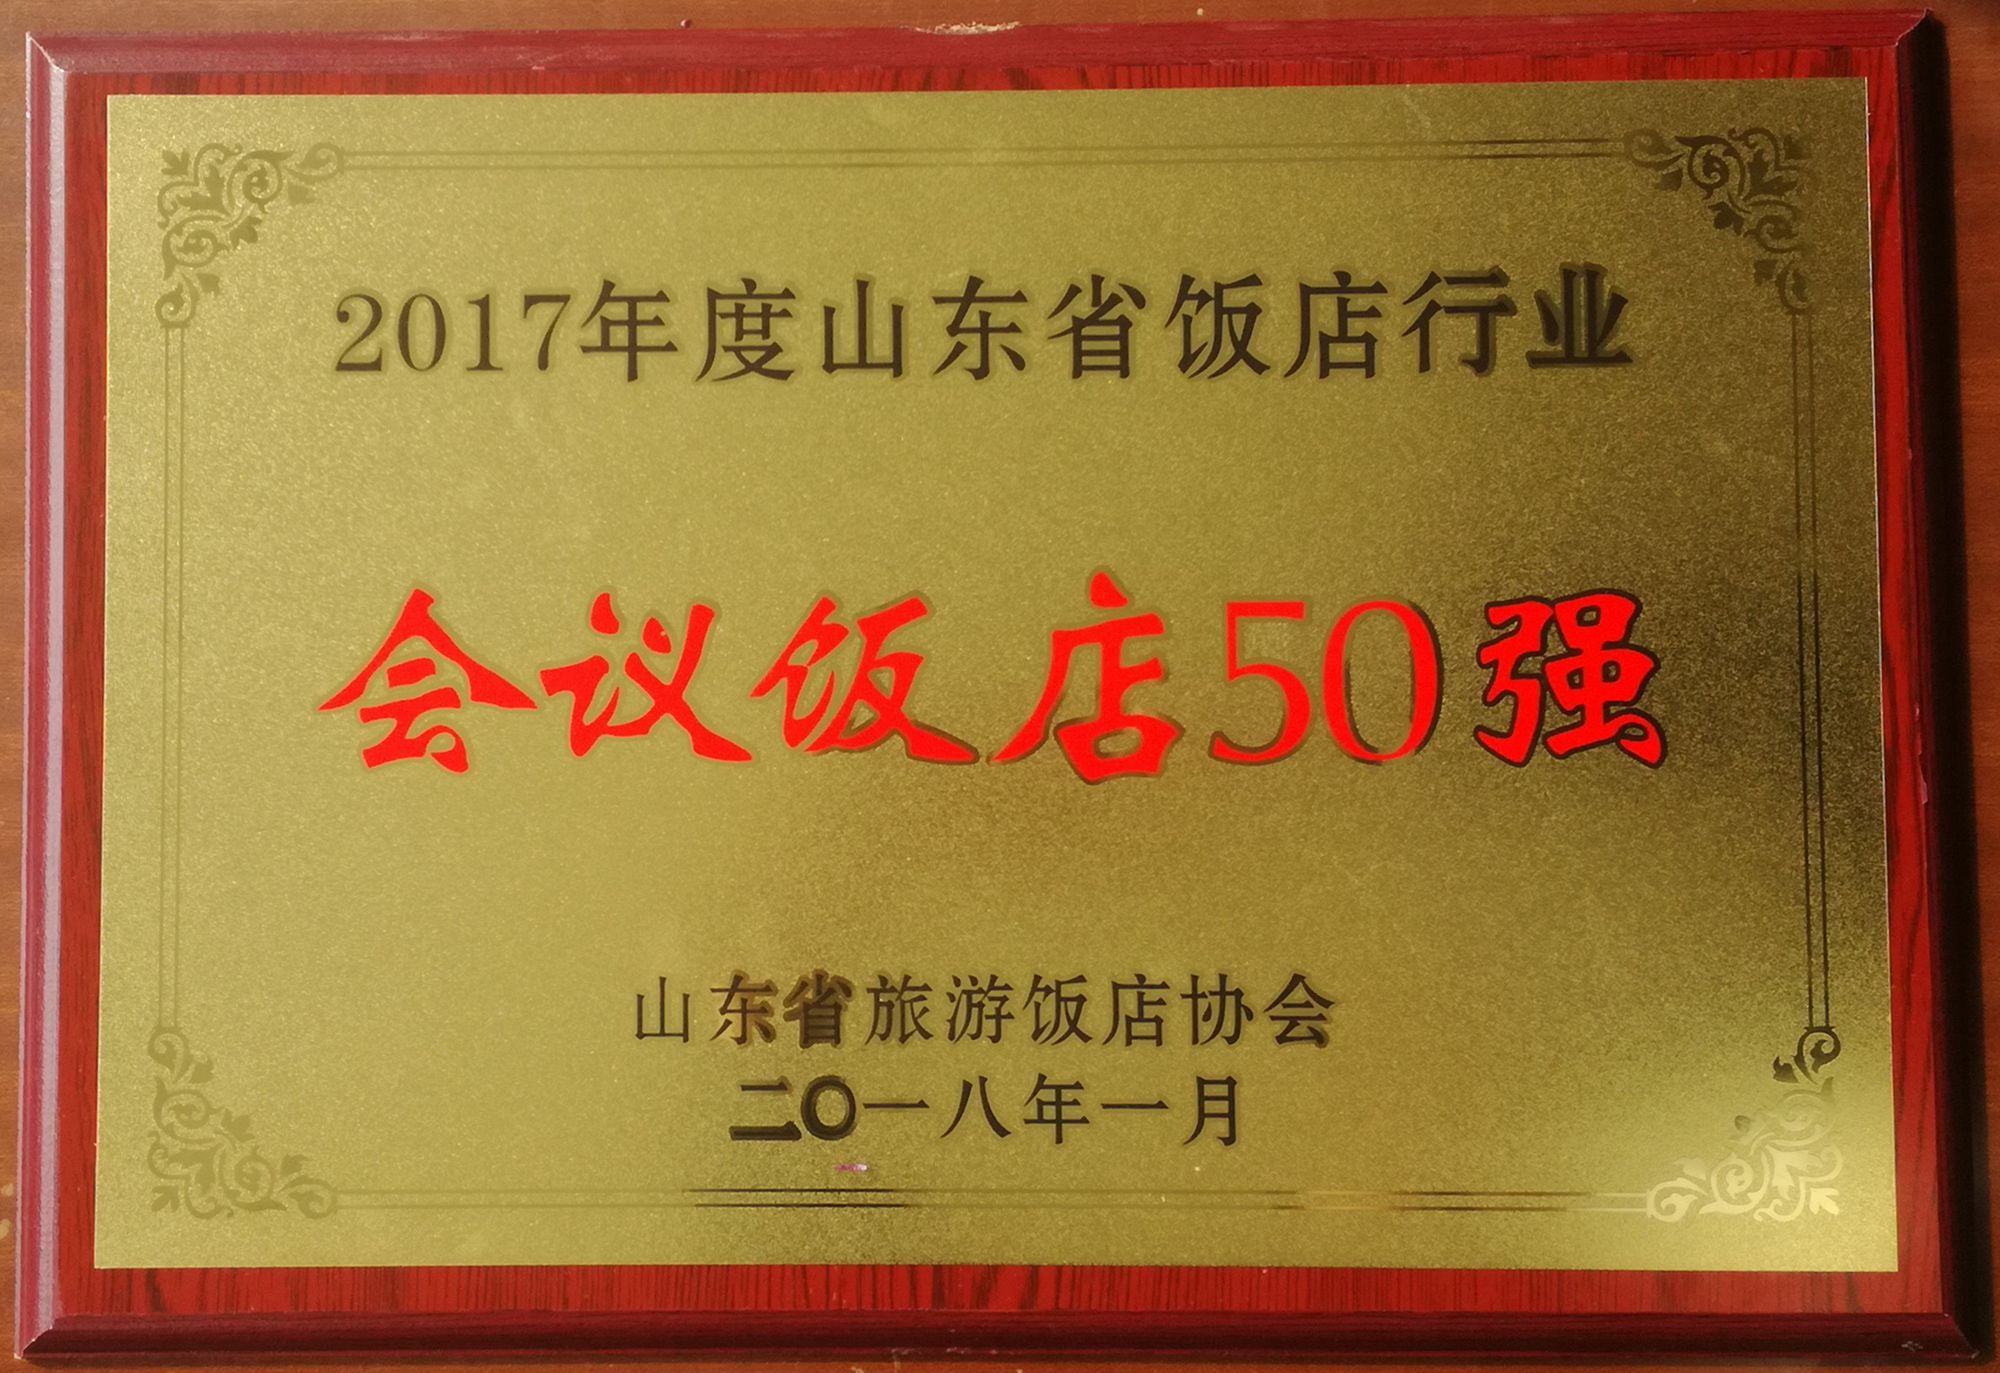 2017年度山东省饭店行业
会议饭店50强
山东省旅游饭店协会
二〇一八年一月